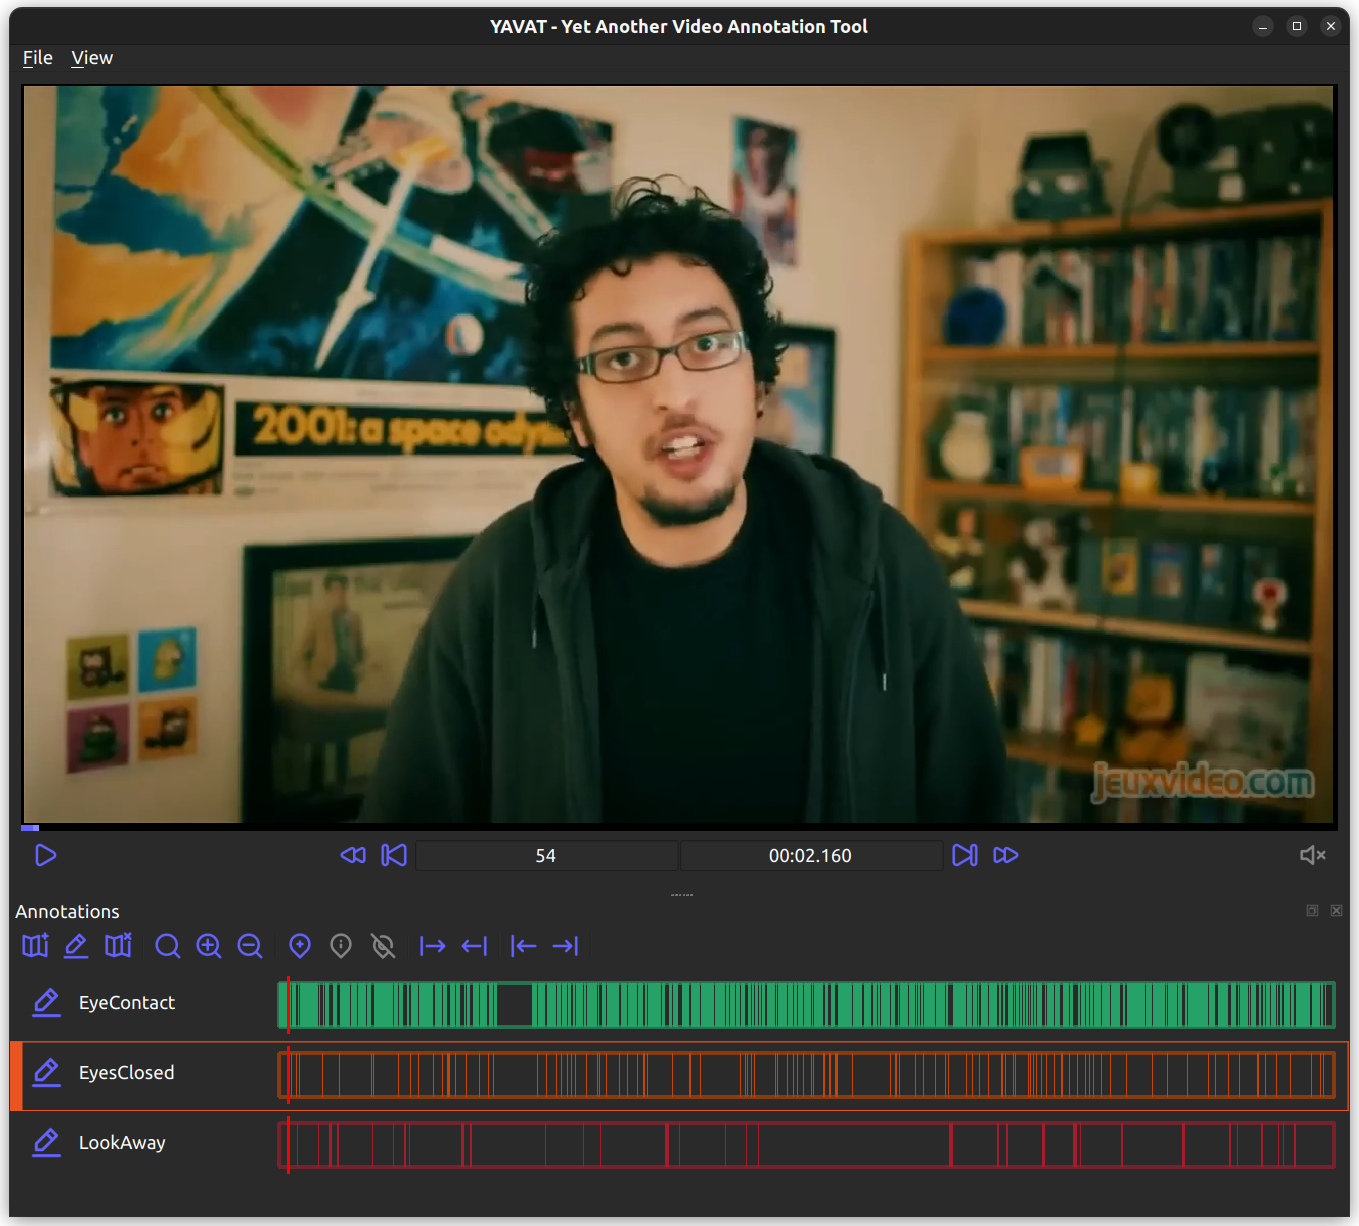 YAVAT - Yet Another Video Annotation Tool
File View
2001: a space ody
jeuxvideo.com
54 00:02.160
Annotations
EyeContact
EyesClosed
LookAway